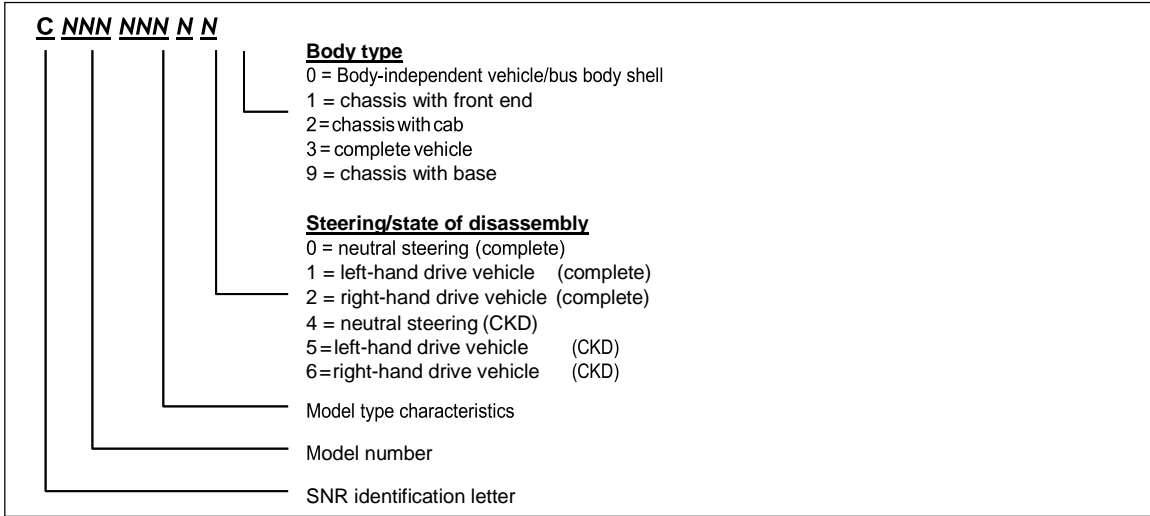 C NNN NNN N N
Body type
0 = Body-independent vehicle/bus body shell
1 = chassis with front end
2=chassis with cab
3=complete vehicle
9 = chassis with base
Steering/state of disassembly
0 = neutral steering (complete)
1 = left-hand drive vehicle (complete)
2 = right-hand drive vehicle (complete)
4 = neutral steering (CKD)
5=left-hand drive vehicle (CKD)
6=right-hand drive vehicle (CKD)
Model type characteristics
Model number
SNR identification letter